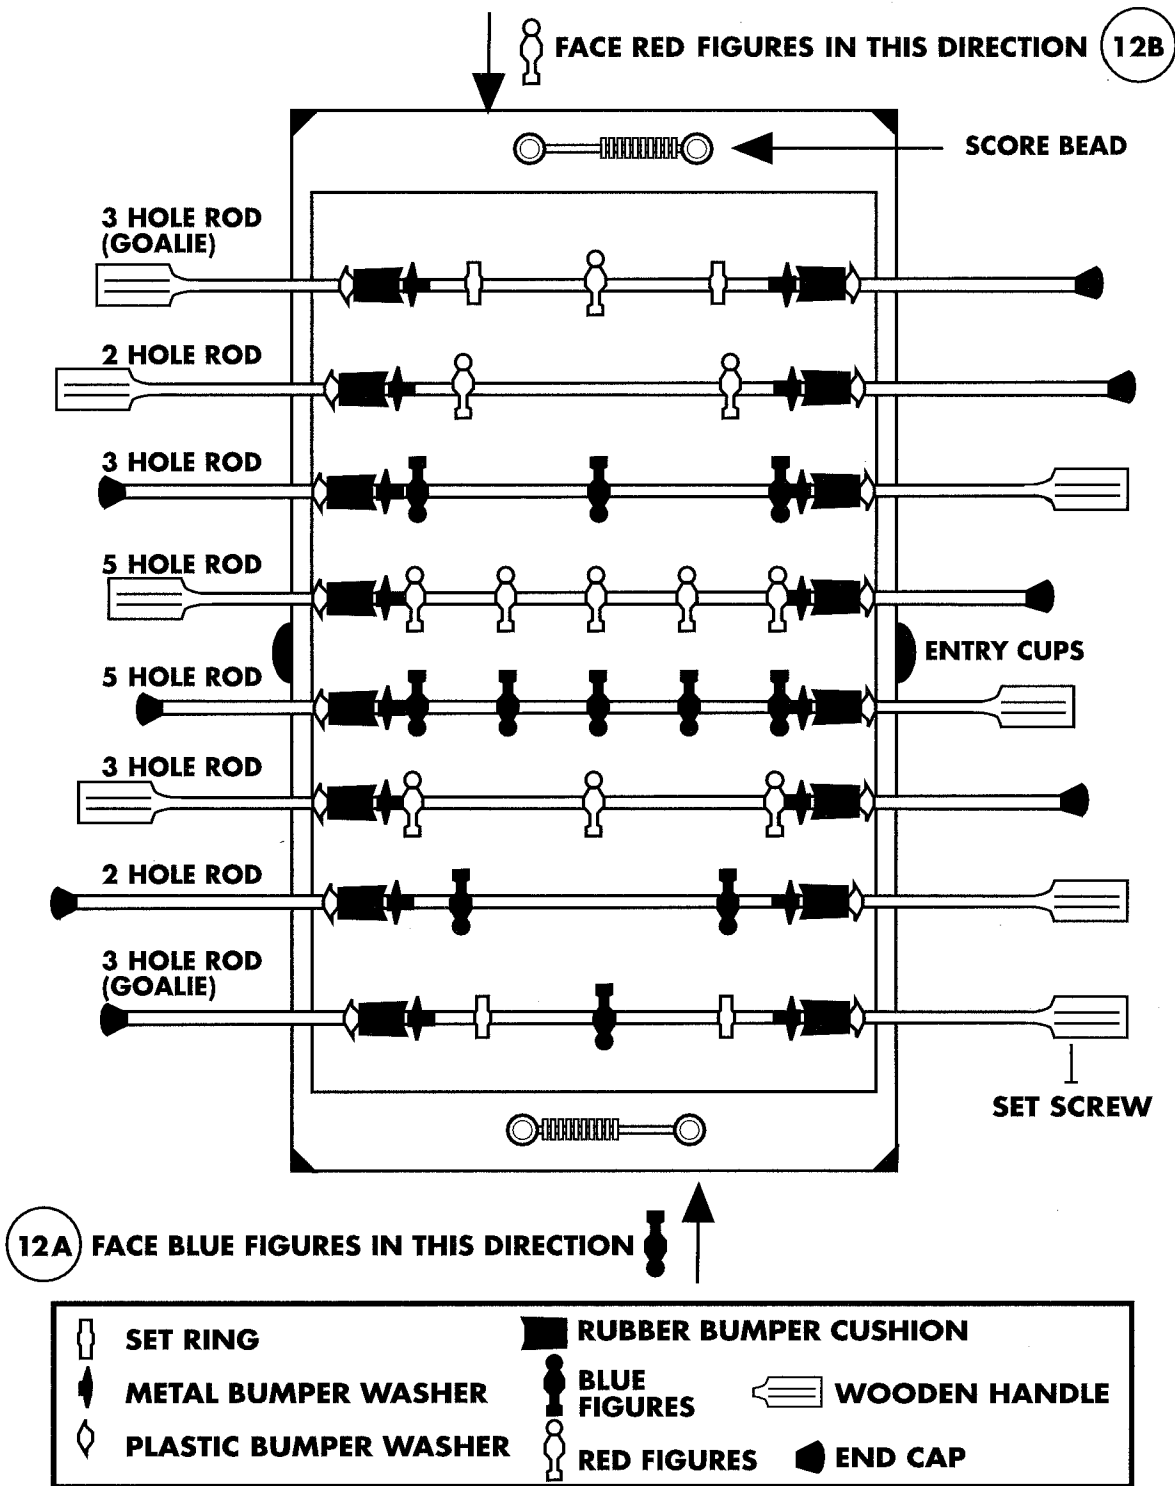 FACE RED FIGURES IN THIS DIRECTION 12B
SCORE BEAD
3 HOLE ROD
(GOALIE)
2 HOLE ROD
3 HOLE ROD
5 HOLE ROD
ENTRY CUPS
5 HOLE ROD
3 HOLE ROD
2 HOLE ROD
3 HOLE ROD
(GOALIE)
SET SCREW
12A FACE BLUE FIGURES IN THIS DIRECTION
SET RING
METAL BUMPER WASHER
PLASTIC BUMPER WASHER
RUBBER BUMPER CUSHION
BLUE
FIGURES
RED FIGURES
WOODEN HANDLE
END CAP